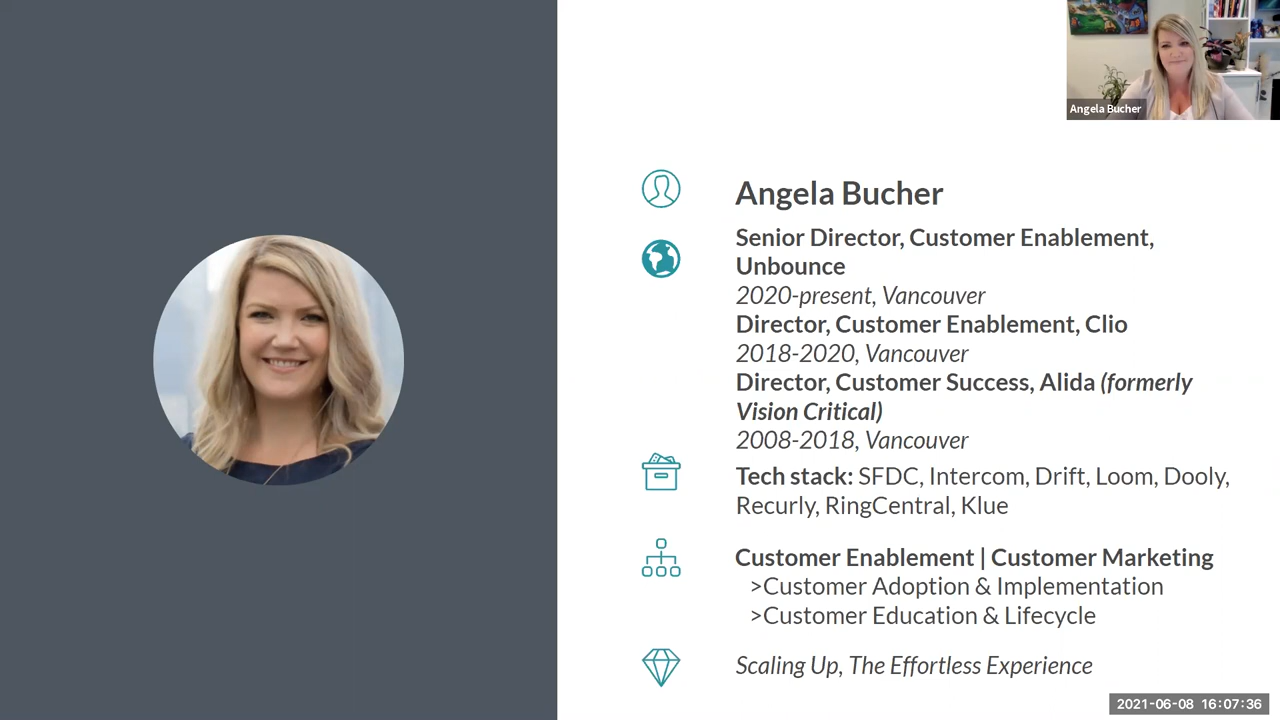 Angela Bucher
Angela Bucher
Senior Director, Customer Enablement,
Unbounce
2020-present, Vancouver
Director, Customer Enablement, Clio
2018-2020, Vancouver
Director, Customer Success, Alida (formerly
Vision Critical)
2008-2018, Vancouver
Tech stack: SFDC, Intercom, Drift, Loom, Dooly,
Recurly, RingCentral, Klue
Customer Enablement | Customer Marketing
>Customer Adoption & Implementation
>Customer Education & Lifecycle
Scaling Up, The Effortless Experience
2021-06-08 16:07:36